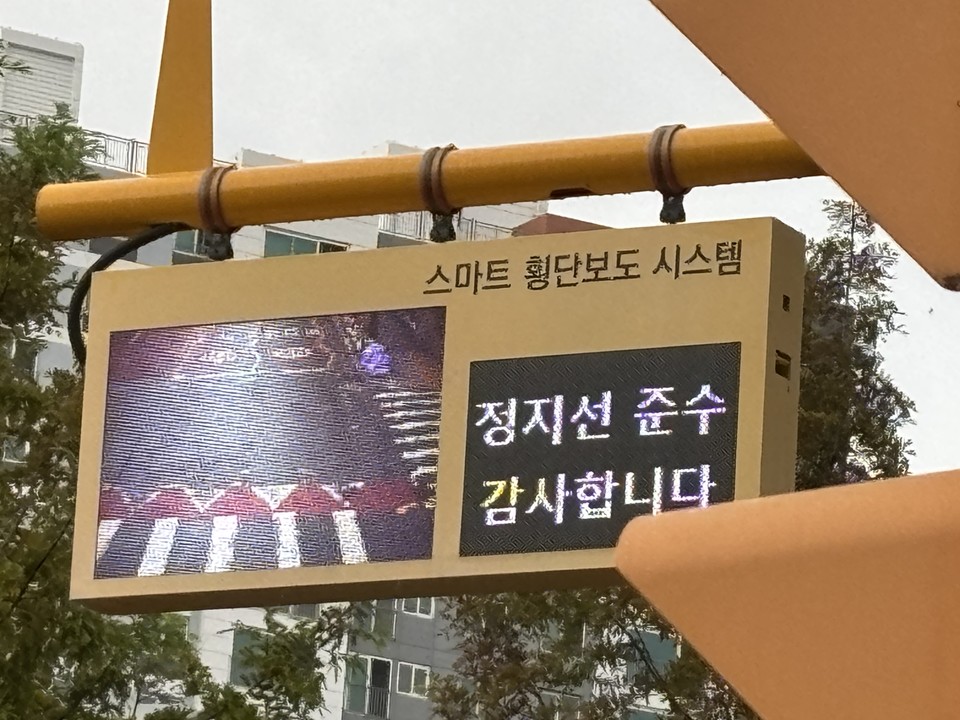 스마트 횡단보도 시스템
정지선 준수
감사합니다